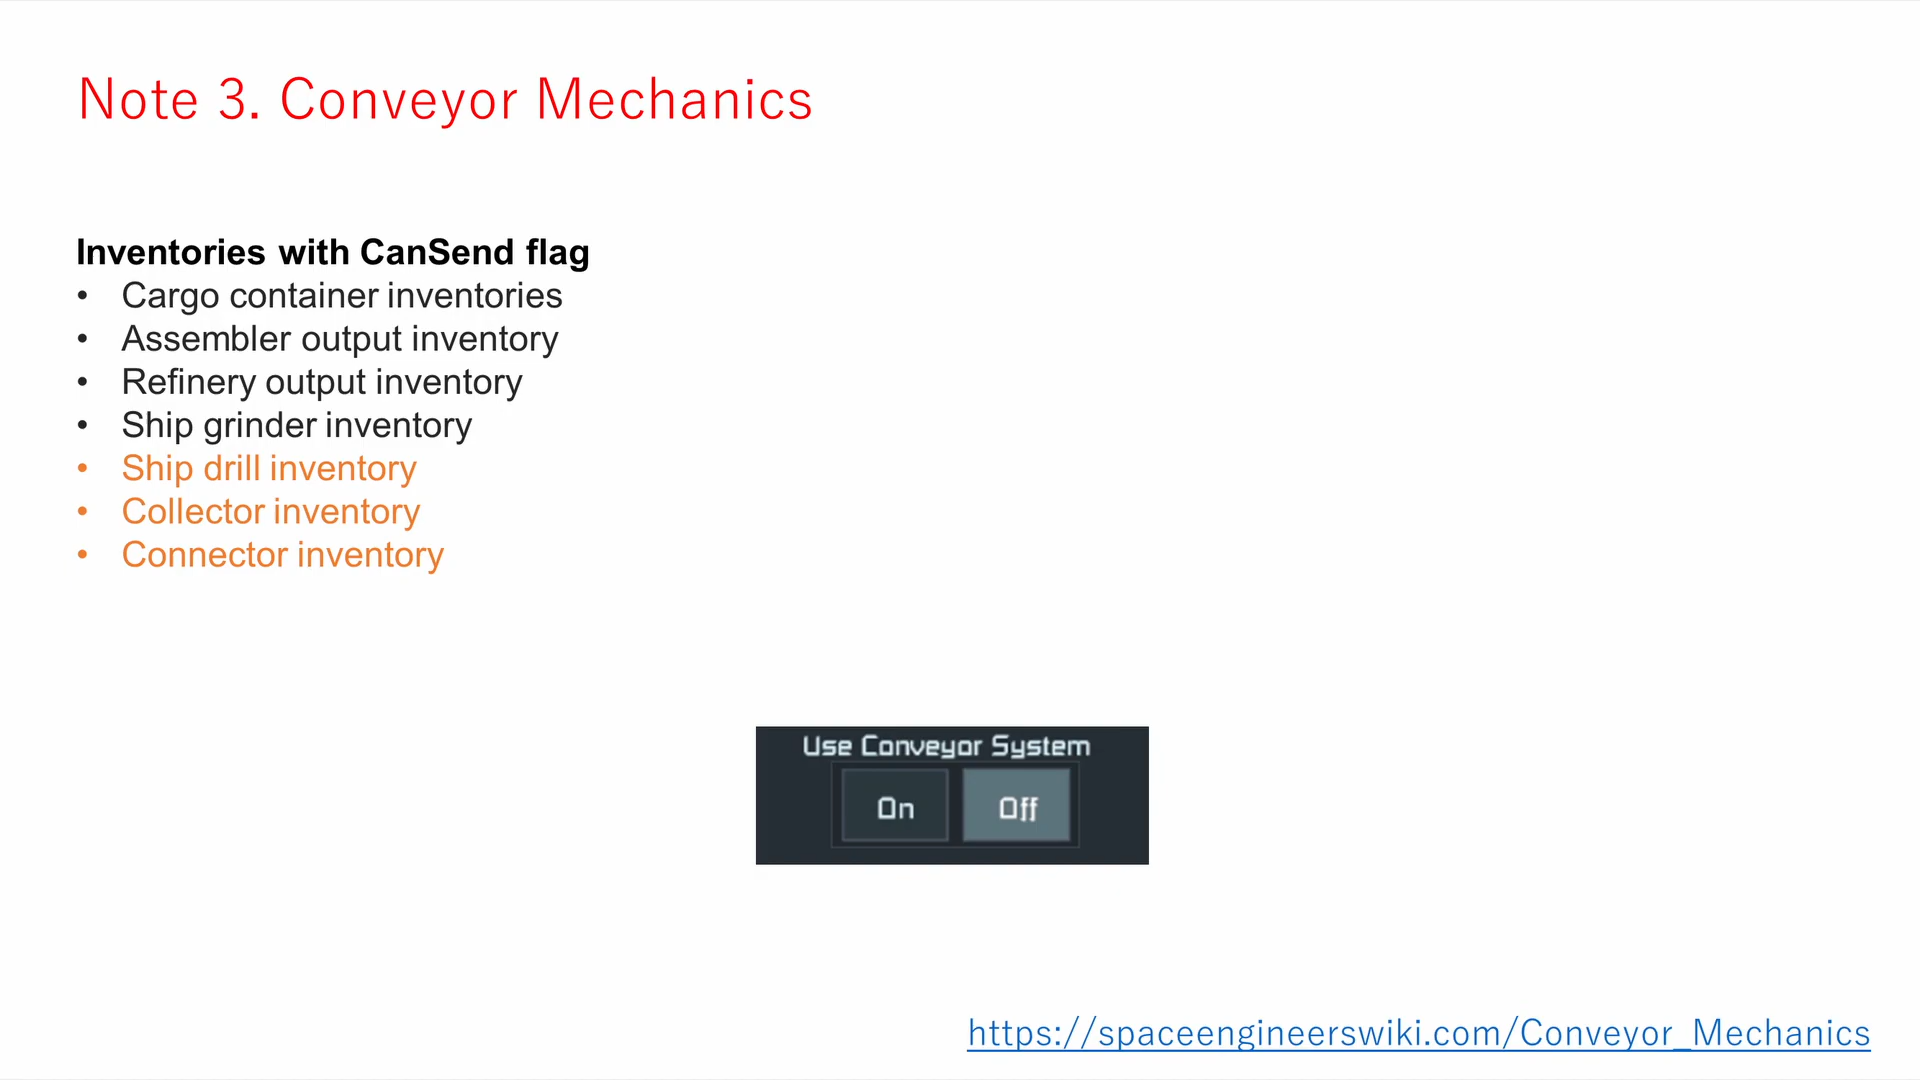 Note 3. Conveyor Mechanics
Inventories with CanSend flag
• Cargo container inventories
• Assembler output inventory
• Refinery output inventory
• Ship grinder inventory
• Ship drill inventory
• Collector inventory
• Connector inventory
Use Conveyor System
On Off
https://spaceengineerswiki.com/Conveyor_Mechanics